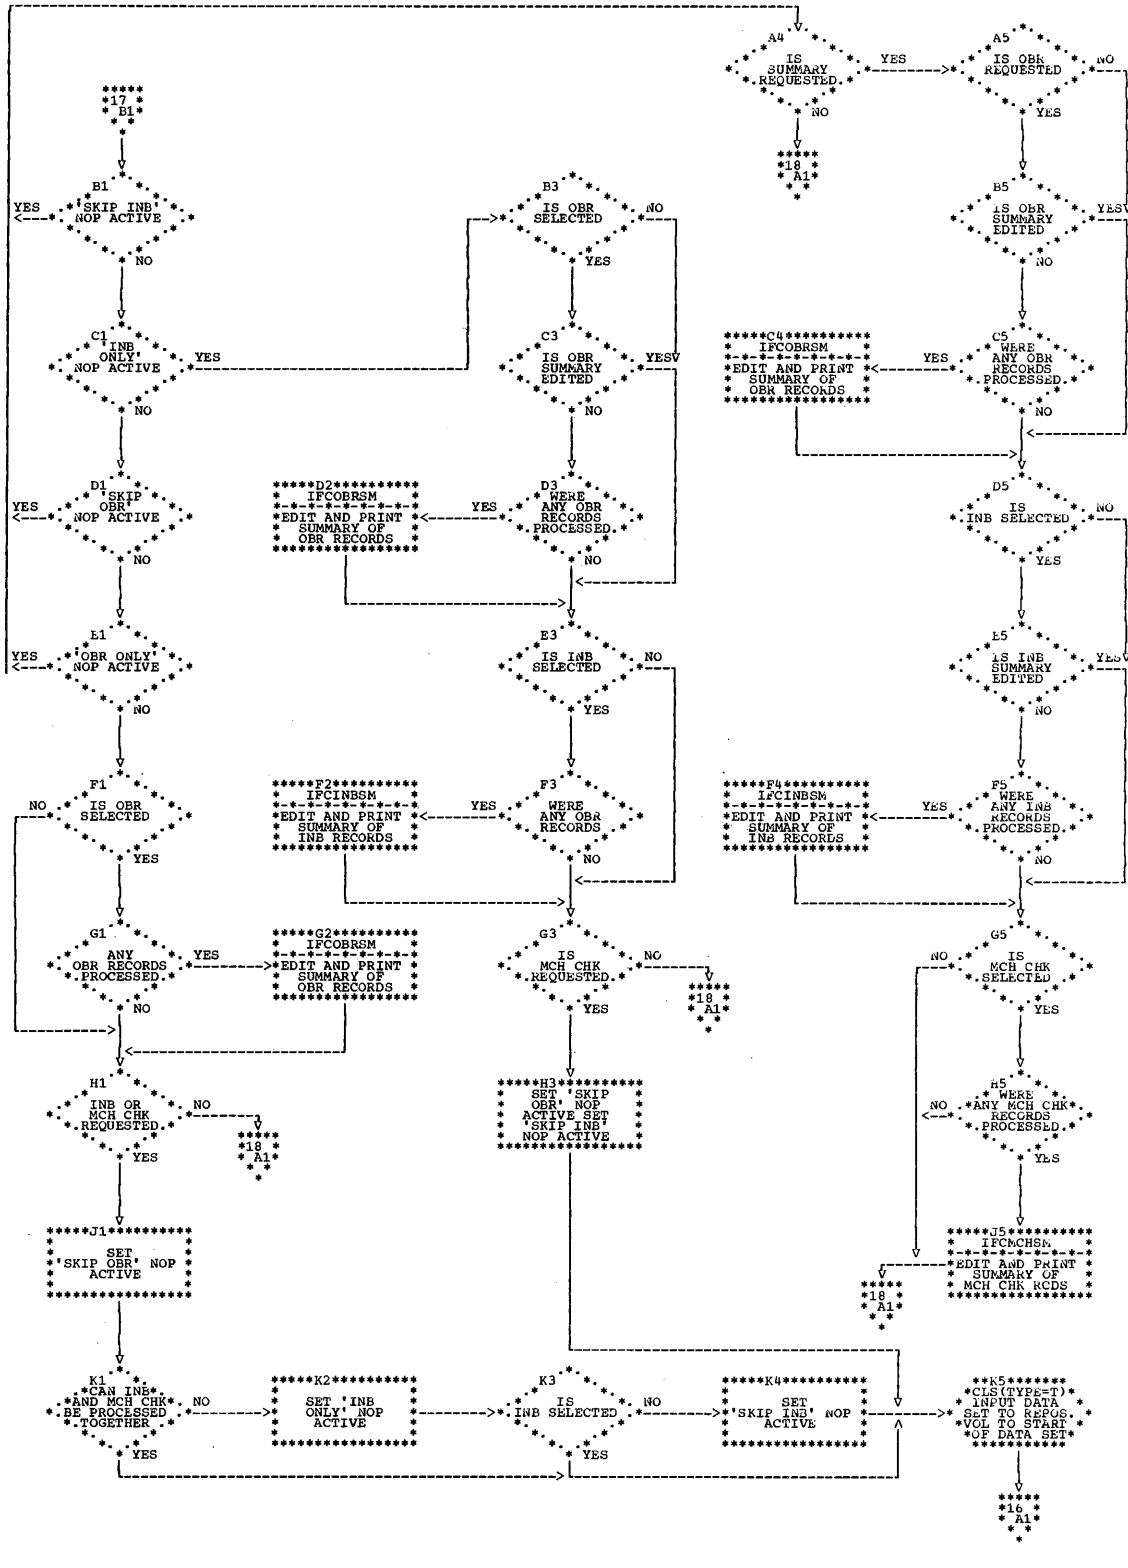 A4
IS
SUMMARY
REQUESTED
YES
NO
A5
IS OBR
REQUESTED
NO
YES
17
B1
18
A1
B1
'SKIP INB'
NOP ACTIVE
YES
NO
B3
IS OBR
SELECTED
NO
YES
B5
IS OBR
SUMMARY
EDITED
YES
NO
C1
'INB
ONLY'
NOP ACTIVE
YES
NO
C3
IS OBR
SUMMARY
EDITED
YES
NO
C4
IFCOBRSM
EDIT AND PRINT
SUMMARY OF
OBR RECORDS
YES
C5
WERE
ANY OBR
RECORDS
PROCESSED
NO
D1
'SKIP
OBR'
NOP ACTIVE
YES
NO
D2
IFCOBRSM
EDIT AND PRINT
SUMMARY OF
OBR RECORDS
YES
D3
WERE
ANY OBR
RECORDS
PROCESSED
NO
D5
IS
INB SELECTED
NO
YES
E1
'OBR ONLY'
NOP ACTIVE
YES
NO
E3
IS INB
SELECTED
NO
YES
E5
IS INB
SUMMARY
EDITED
YES
NO
F1
IS OBR
SELECTED
NO
YES
F2
IFCINBSM
EDIT AND PRINT
SUMMARY OF
INB RECORDS
YES
F3
WERE
ANY OBR
RECORDS
NO
F4
IFCINBSM
EDIT AND PRINT
SUMMARY OF
INB RECORDS
YES
F5
WERE
ANY INB
RECORDS
PROCESSED
NO
G1
ANY
OBR RECORDS
PROCESSED
YES
NO
G2
IFCOBRSM
EDIT AND PRINT
SUMMARY OF
OBR RECORDS
G3
IS
MCH CHK
REQUESTED
NO
YES
18
A1
G5
IS
MCH CHK
SELECTED
NO
YES
H1
INB OR
MCH CHK
REQUESTED
NO
YES
18
A1
H3
SET 'SKIP
OBR' NOP
ACTIVE SET
'SKIP INB'
NOP ACTIVE
H5
WERE
ANY MCH CHK
RECORDS
PROCESSED
NO
YES
J1
SET
'SKIP OBR' NOP
ACTIVE
J5
IFCMCHSM
EDIT AND PRINT
SUMMARY OF
MCH CHK RCDS
18
A1
K1
CAN INB
AND MCH CHK
BE PROCESSED
TOGETHER
NO
YES
K2
SET 'INB
ONLY' NOP
ACTIVE
K3
IS
INB SELECTED
NO
YES
K4
SET
'SKIP INB' NOP
ACTIVE
K5
CLS(TYPE=T)
INPUT DATA
SET TO REPOS.
VOL TO START
OF DATA SET
16
A1